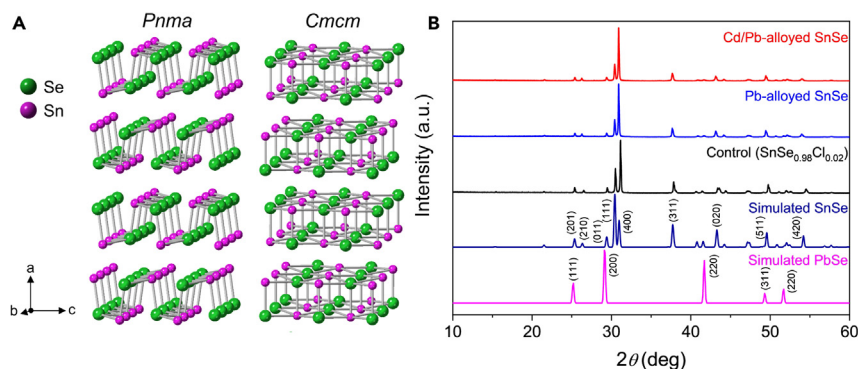 A
Pnma
Cmcm
Se
Sn
a
b
c
B
Intensity (a.u.)
Cd/Pb-alloyed SnSe
Pb-alloyed SnSe
Control (SnSe0.98Cl0.02)
Simulated SnSe
(201)
(210)
(011)
(111)
(400)
(311)
(020)
(511)
(420)
Simulated PbSe
(111)
(200)
(220)
(311)
(220)
10 20 30 40 50 60
2θ (deg)